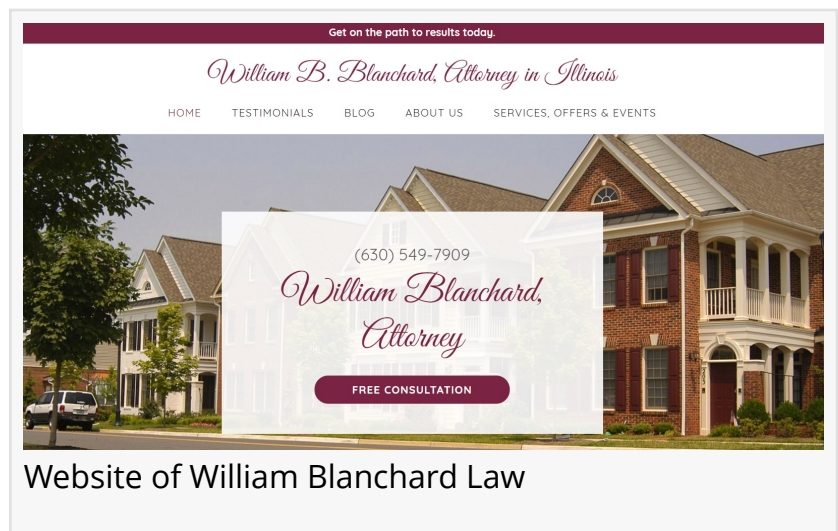 Get on the path to results today.
William B. Blanchard, Attorney in Illinois
HOME TESTIMONIALS BLOG ABOUT US SERVICES, OFFERS & EVENTS
(630) 549-7909
William Blanchard,
Attorney
FREE CONSULTATION
Website of William Blanchard Law